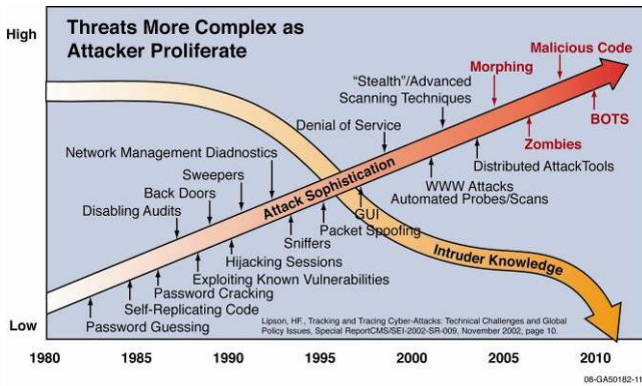 Threats More Complex as
Attacker Proliferate
High
Low
Malicious Code
Morphing
"Stealth"/Advanced
Scanning Techniques
BOTS
Denial of Service
Zombies
Network Management Diadnostics
Distributed AttackTools
Sweepers
Attack Sophistication
WWW Attacks
Back Doors
Automated Probes/Scans
Disabling Audits
GUI
Packet Spoofing
Sniffers
Intruder Knowledge
Hijacking Sessions
Exploiting Known Vulnerabilities
Password Cracking
Self-Replicating Code
Password Guessing
Lipson, HF., Tracking and Tracing Cyber-Attacks: Technical Challenges and Global
Policy Issues, Special ReportCMS/SEI-2002-SR-009, November 2002, page 10.
1980 1985 1990 1995 2000 2005 2010
08-GA50182-11